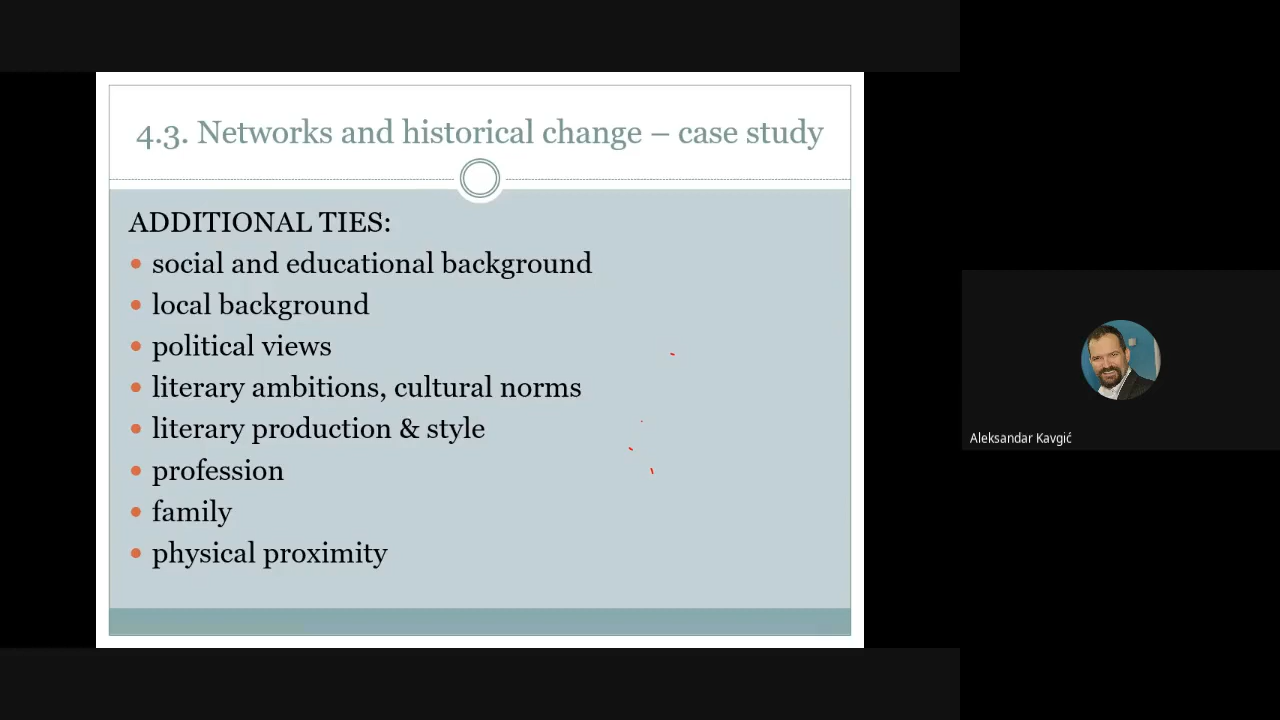 4.3. Networks and historical change – case study
ADDITIONAL TIES:
• social and educational background
• local background
• political views
• literary ambitions, cultural norms
• literary production & style
• profession
• family
• physical proximity
Aleksandar Kavgić